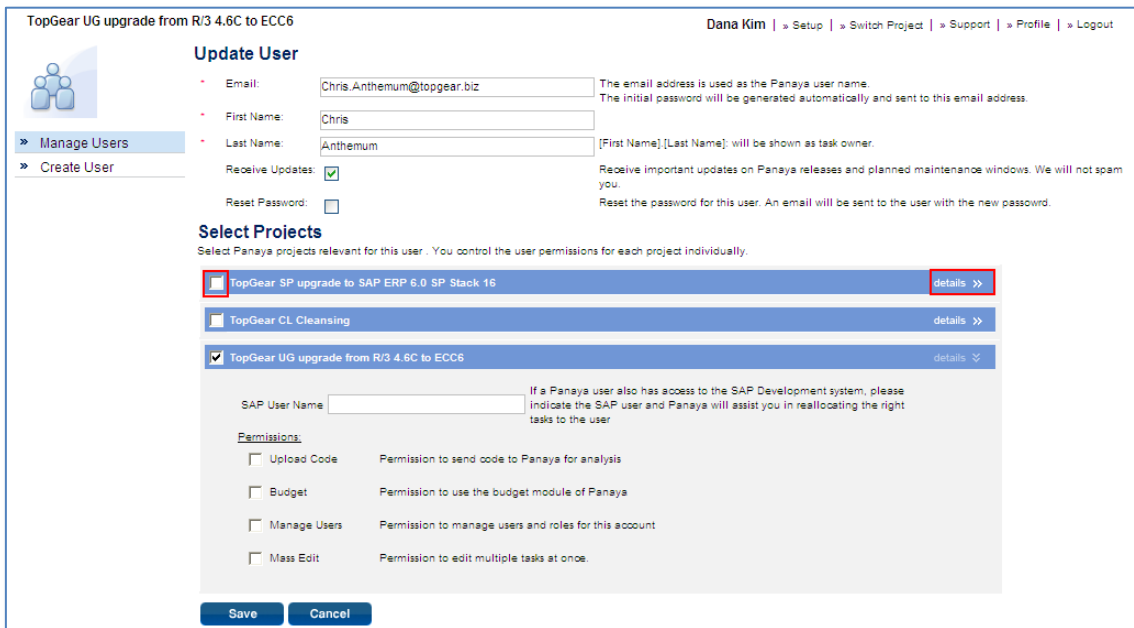 TopGear UG upgrade from R/3 4.6C to ECC6
Dana Kim | » Setup | » Switch Project | » Support | » Profile | » Logout
Update User
* Email: Chris.Anthemum@topgear.biz The email address is used as the Panaya user name.
The initial password will be generated automatically and sent to this email address.
* First Name: Chris
» Manage Users
* Last Name: Anthemum [First Name].[Last Name]: will be shown as task owner.
» Create User
Receive Updates: Receive important updates on Panaya releases and planned maintenance windows. We will not spam
you.
Reset Password: Reset the password for this user. An email will be sent to the user with the new passowrd.
Select Projects
Select Panaya projects relevant for this user . You control the user permissions for each project individually.
TopGear SP upgrade to SAP ERP 6.0 SP Stack 16 details »
TopGear CL Cleansing details »
TopGear UG upgrade from R/3 4.6C to ECC6 details
SAP User Name
If a Panaya user also has access to the SAP Development system, please
indicate the SAP user and Panaya will assist you in reallocating the right
tasks to the user
Permissions:
Upload Code Permission to send code to Panaya for analysis
Budget Permission to use the budget module of Panaya
Manage Users Permission to manage users and roles for this account
Mass Edit Permission to edit multiple tasks at once.
Save Cancel